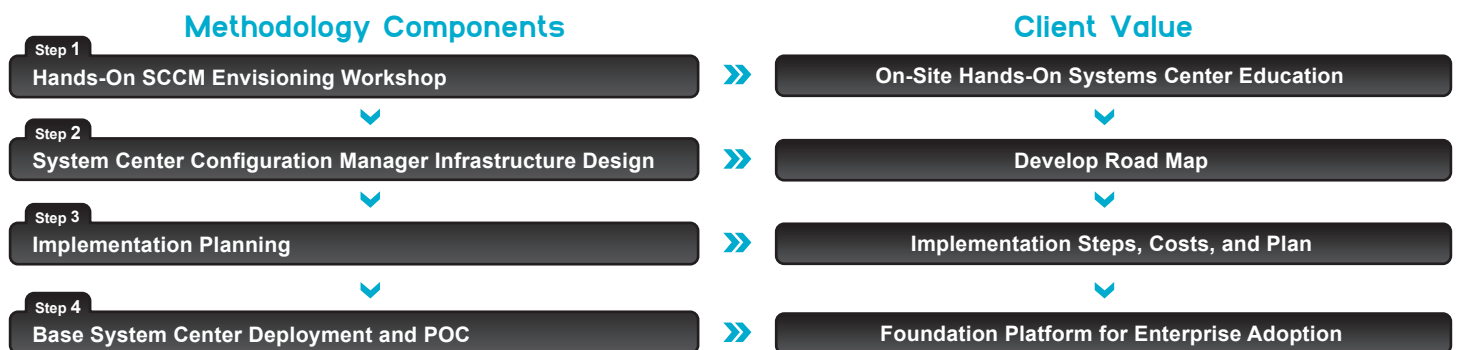 Methodology Components
Client Value
Step 1
Hands-On SCCM Envisioning Workshop
On-Site Hands-On Systems Center Education
Step 2
System Center Configuration Manager Infrastructure Design
Develop Road Map
Step 3
Implementation Planning
Implementation Steps, Costs, and Plan
Step 4
Base System Center Deployment and POC
Foundation Platform for Enterprise Adoption